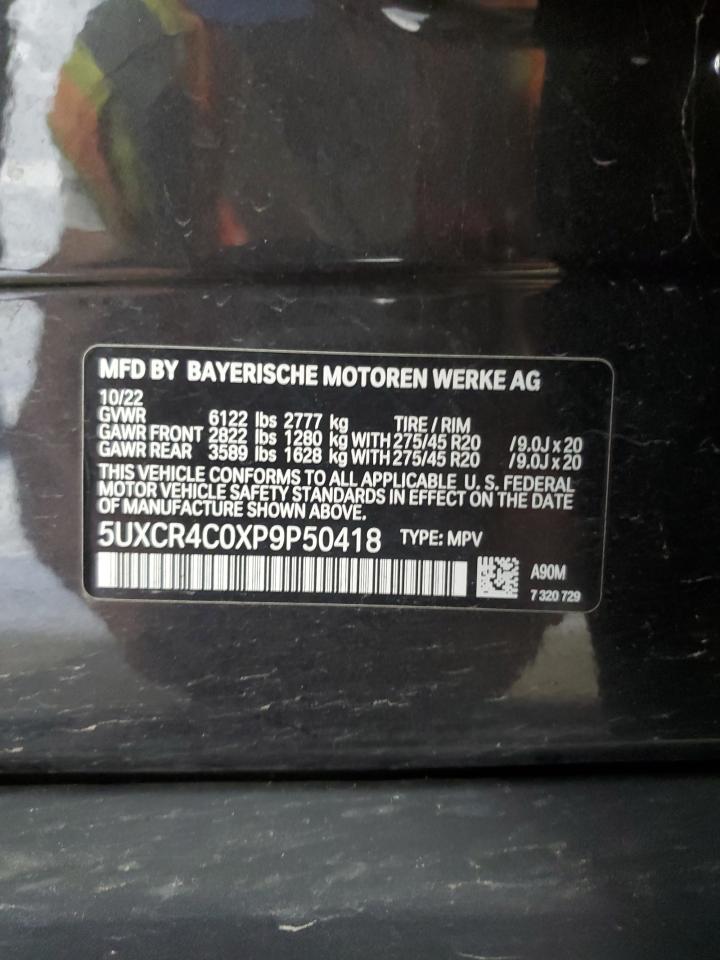 MFD BY BAYERISCHE MOTOREN WERKE AG
10/22
GVWR 6122 lbs 2777 kg TIRE / RIM
GAWR FRONT 2822 lbs 1280 kg WITH 275/45 R20 /9.0J x 20
GAWR REAR 3589 lbs 1628 kg WITH 275/45 R20 /9.0J x 20
THIS VEHICLE CONFORMS TO ALL APPLICABLE U.S. FEDERAL
MOTOR VEHICLE SAFETY STANDARDS IN EFFECT ON THE DATE
OF MANUFACTURE SHOWN ABOVE.
5UXCR4C0XP9P50418 TYPE: MPV
A90M
7 320 729